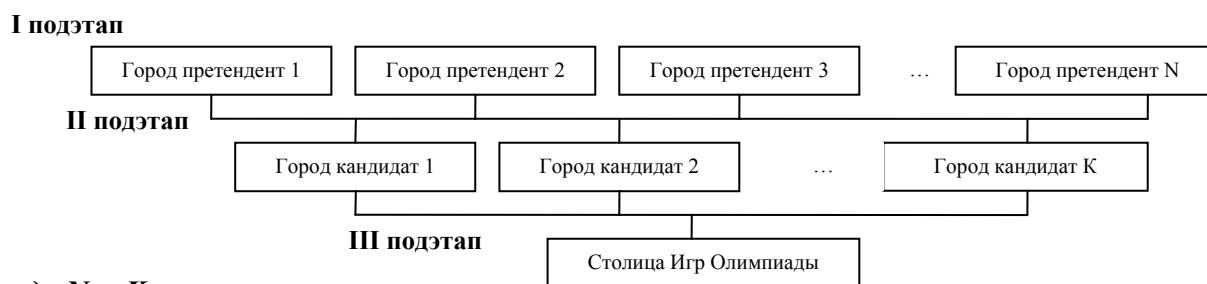 I подэтап
Город претендент 1 Город претендент 2 Город претендент 3 … Город претендент N
II подэтап
Город кандидат 1 Город кандидат 2 … Город кандидат К
III подэтап
Столица Игр Олимпиады